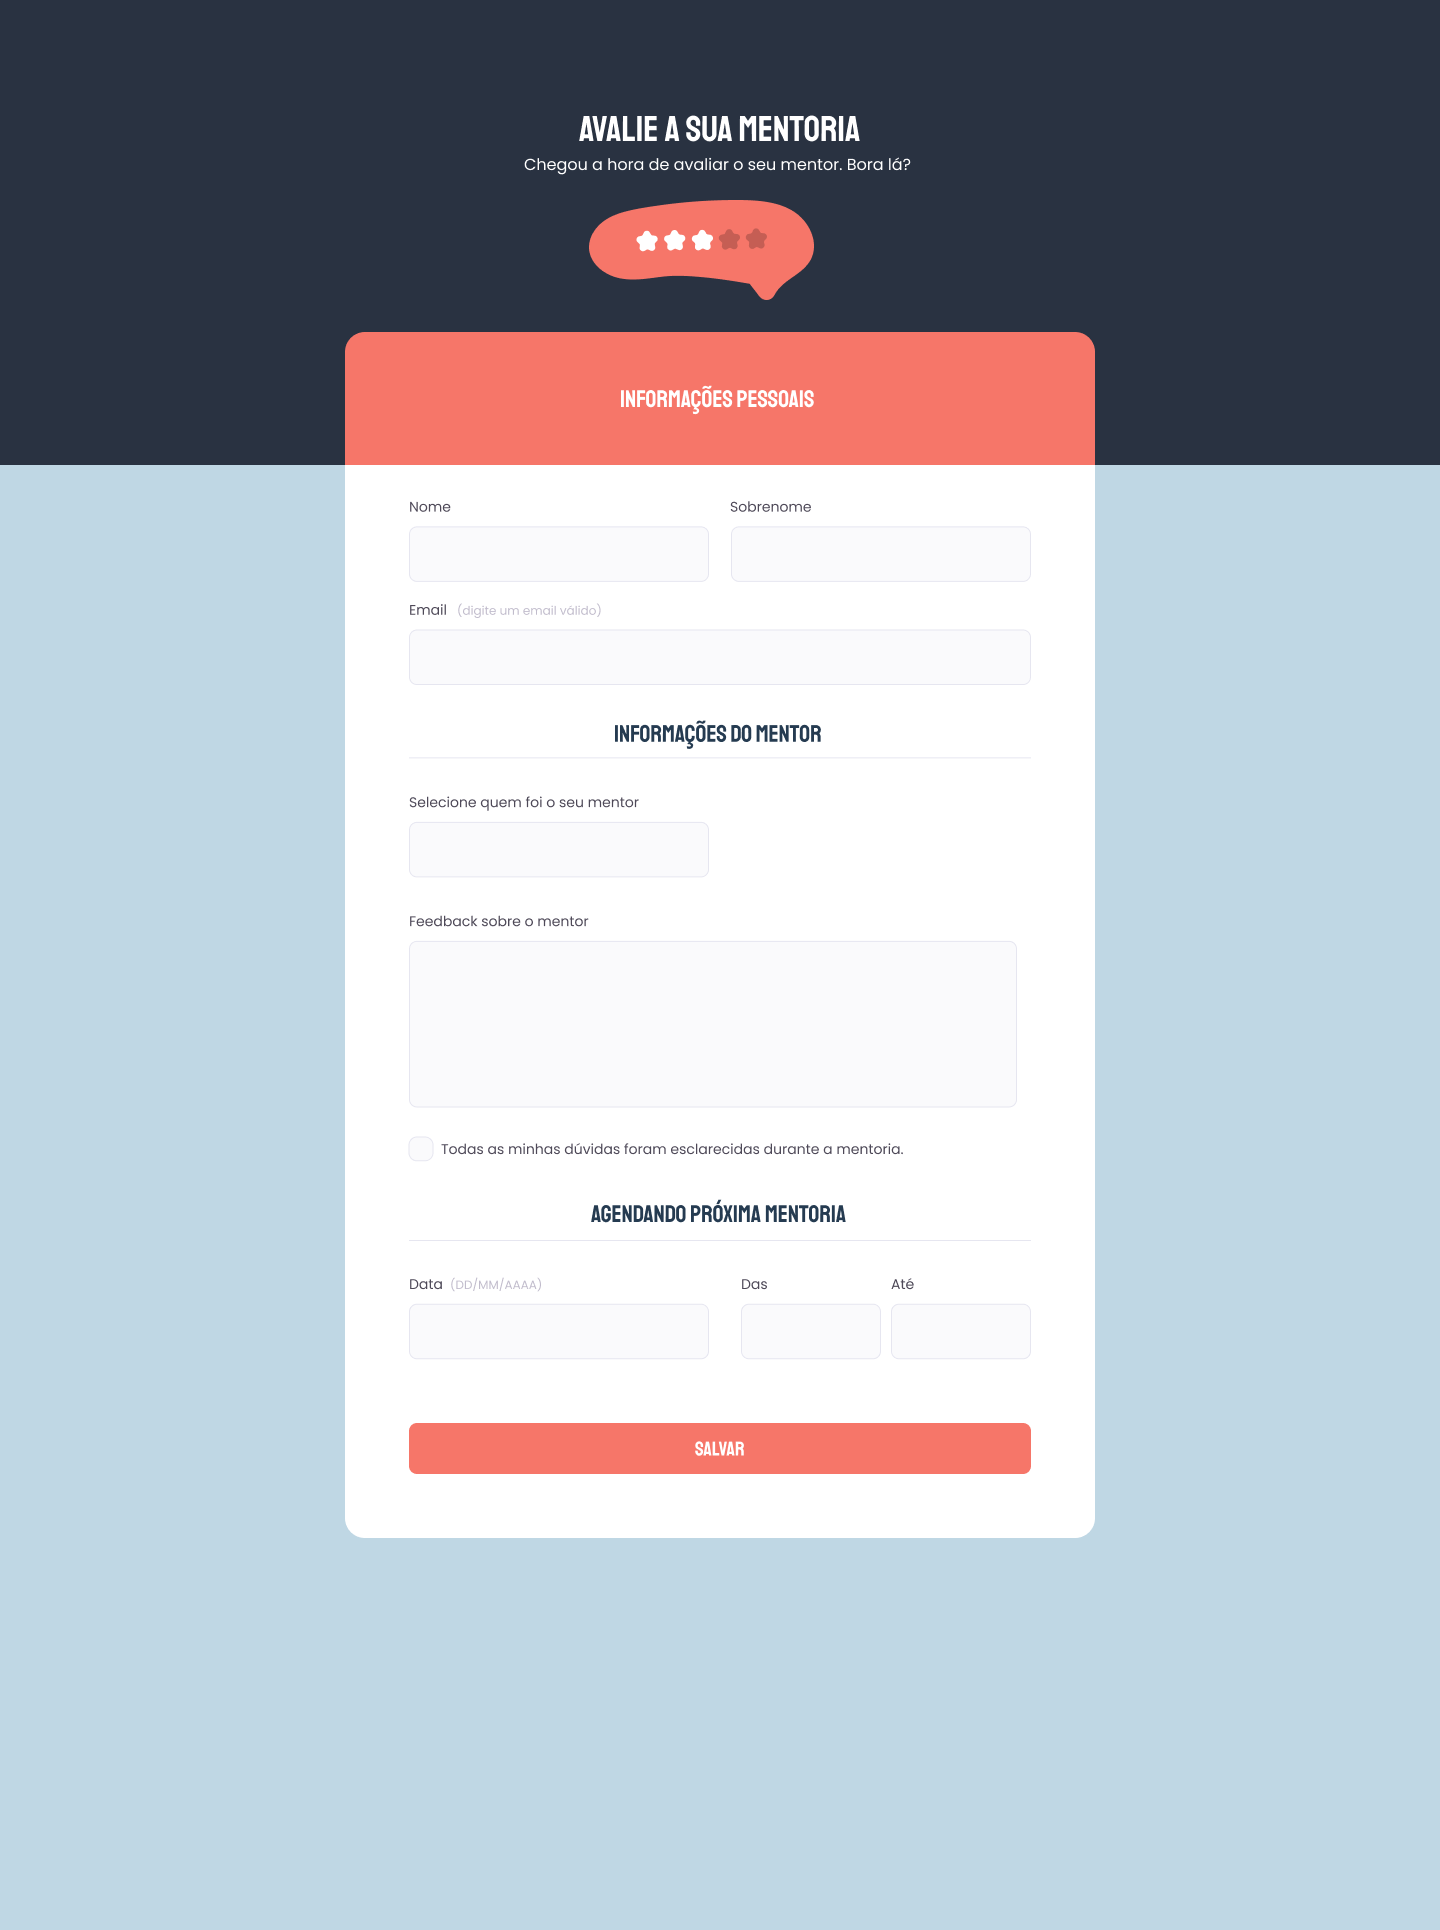 AVALIE A SUA MENTORIA
Chegou a hora de avaliar o seu mentor. Bora lá?
INFORMAÇÕES PESSOAIS
Nome
Sobrenome
Email (digite um email válido)
INFORMAÇÕES DO MENTOR
Selecione quem foi o seu mentor
Feedback sobre o mentor
Todas as minhas dúvidas foram esclarecidas durante a mentoria.
AGENDANDO PRÓXIMA MENTORIA
Data (DD/MM/AAAA)
Das
Até
SALVAR